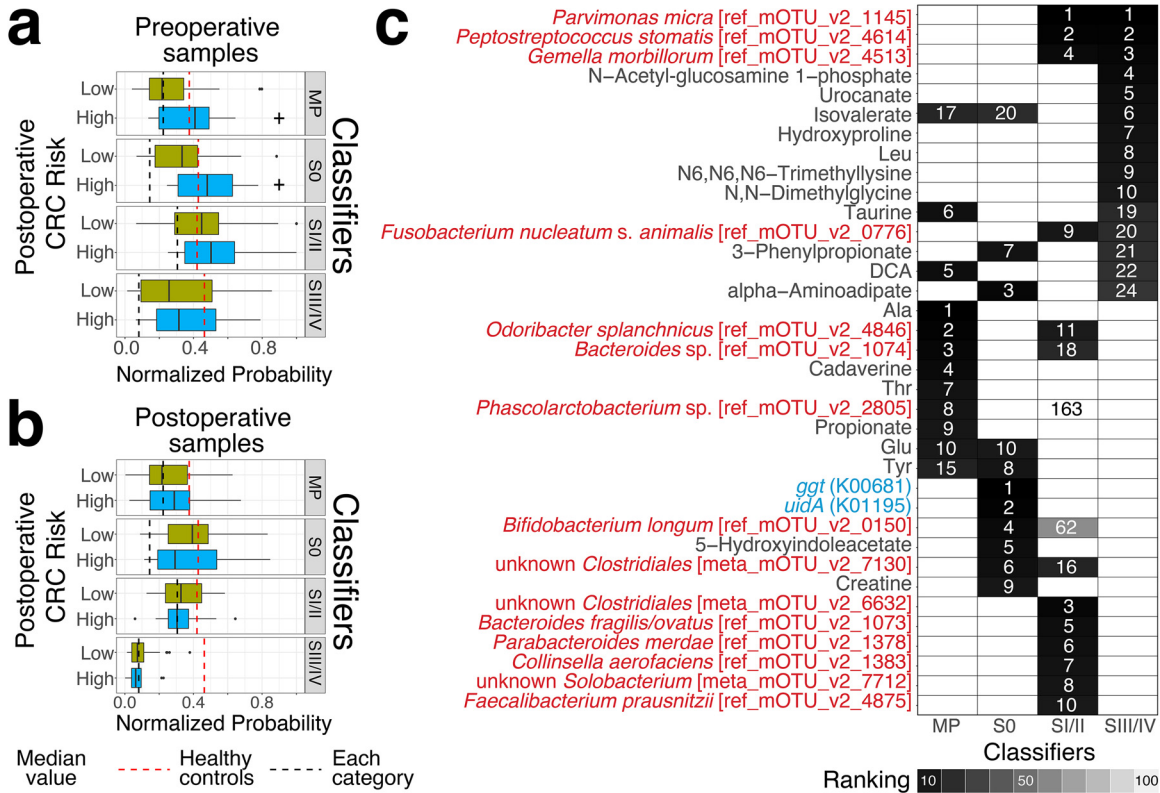 a
Preoperative
samples
Postoperative
CRC Risk
Low
High
MP
Low
High
S0
Low
High
SI/II
Low
High
SIII/IV
Classifiers
+
+
0.0 0.4 0.8
Normalized Probability
b
Postoperative
samples
Postoperative
CRC Risk
Low
High
MP
Low
High
S0
Low
High
SI/II
Low
High
SIII/IV
Classifiers
0.0 0.4 0.8
Normalized Probability
Median
value
Healthy
controls
Each
category
c
Parvimonas micra [ref_mOTU_v2_1145] 1 1
Peptostreptococcus stomatis [ref_mOTU_v2_4614] 2 2
Gemella morbillorum [ref_mOTU_v2_4513] 4 3
N−Acetyl-glucosamine 1−phosphate 4
Urocanate 5
Isovalerate 17 20 6
Hydroxyproline 7
Leu 8
N6,N6,N6−Trimethyllysine 9
N,N−Dimethylglycine 10
Taurine 6 19
Fusobacterium nucleatum s. animalis [ref_mOTU_v2_0776] 9 20
3−Phenylpropionate 7 21
DCA 5 22
alpha−Aminoadipate 3 24
Ala 1
Odoribacter splanchnicus [ref_mOTU_v2_4846] 2 11
Bacteroides sp. [ref_mOTU_v2_1074] 3 18
Cadaverine 4
Thr 7
Phascolarctobacterium sp. [ref_mOTU_v2_2805] 8 163
Propionate 9
Glu 10 10
Tyr 15 8
ggt (K00681) 1
uidA (K01195) 2
Bifidobacterium longum [ref_mOTU_v2_0150] 4 62
5−Hydroxyindoleacetate 5
unknown Clostridiales [meta_mOTU_v2_7130] 6 16
Creatine 9
unknown Clostridiales [meta_mOTU_v2_6632] 3
Bacteroides fragilis/ovatus [ref_mOTU_v2_1073] 5
Parabacteroides merdae [ref_mOTU_v2_1378] 6
Collinsella aerofaciens [ref_mOTU_v2_1383] 7
unknown Solobacterium [meta_mOTU_v2_7712] 8
Faecalibacterium prausnitzii [ref_mOTU_v2_4875] 10
MP S0 SI/II SIII/IV
Classifiers
Ranking 10 50 100